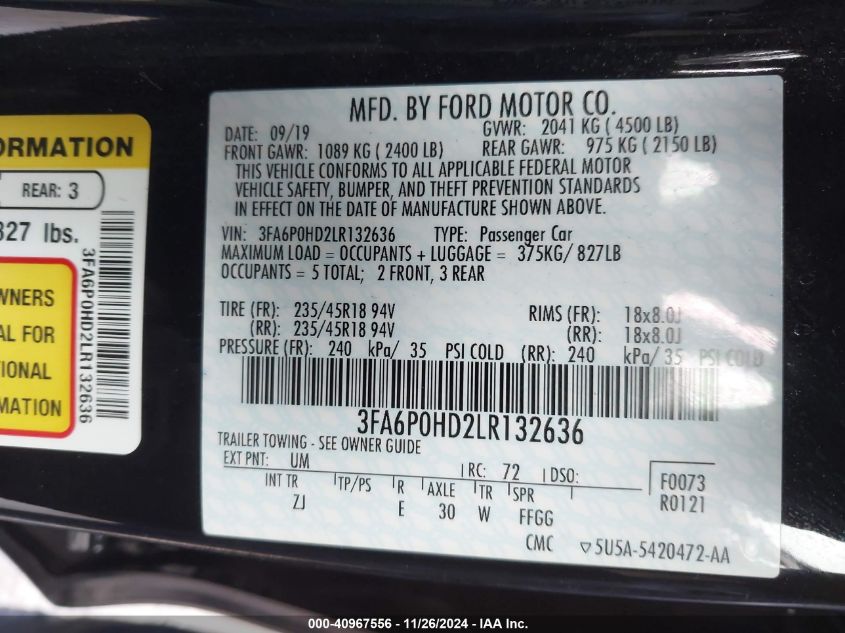 ORMATION
REAR: 3
827 lbs.
3FA6P0HD2LR132636
WNERS
AL FOR
TIONAL
MATION
MFD. BY FORD MOTOR CO.
DATE: 09/19 GVWR: 2041 KG ( 4500 LB)
FRONT GAWR: 1089 KG ( 2400 LB) REAR GAWR: 975 KG ( 2150 LB)
THIS VEHICLE CONFORMS TO ALL APPLICABLE FEDERAL MOTOR
VEHICLE SAFETY, BUMPER, AND THEFT PREVENTION STANDARDS
IN EFFECT ON THE DATE OF MANUFACTURE SHOWN ABOVE.
VIN: 3FA6P0HD2LR132636 TYPE: Passenger Car
MAXIMUM LOAD = OCCUPANTS + LUGGAGE = 375KG/ 827LB
OCCUPANTS = 5 TOTAL; 2 FRONT, 3 REAR
TIRE (FR): 235/45R18 94V RIMS (FR): 18x8.0J
(RR): 235/45R18 94V (RR): 18x8.0J
PRESSURE (FR): 240 kPa/ 35 PSI COLD (RR): 240 kPa/ 35 PSI COLD
3FA6P0HD2LR132636
TRAILER TOWING - SEE OWNER GUIDE
EXT PNT: UM RC: 72 DSO: F0073
INT TR TP/PS R AXLE TR SPR R0121
ZJ E 30 W FFGG
CMC ▽5U5A-5420472-AA
000-40967556 - 11/26/2024 - IAA Inc.